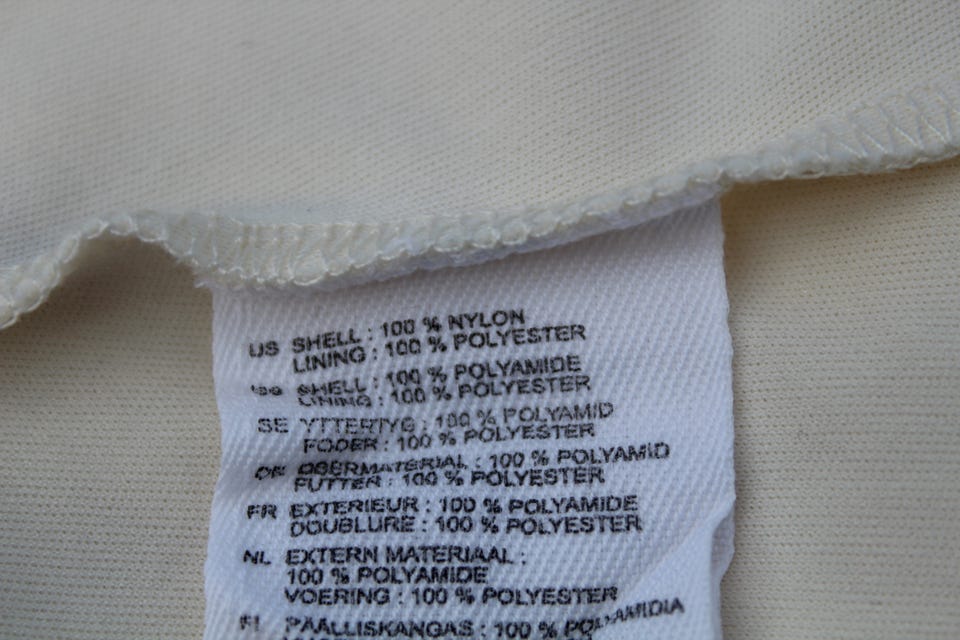 US SHELL : 100 % NYLON
LINING : 100 % POLYESTER
SHELL : 100 % POLYAMIDE
LINING : 100 % POLYESTER
SE YTTERTYG : 100 % POLYAMID
FODER : 100 % POLYESTER
DE OBERMATERIAL : 100 % POLYAMID
FUTTER : 100 % POLYESTER
FR EXTERIEUR : 100 % POLYAMIDE
DOUBLURE : 100 % POLYESTER
NL EXTERN MATERIAAL :
100 % POLYAMIDE
VOERING : 100 % POLYESTER
FI PÄÄLLISKANGAS : 100 % POLYAMIDIA